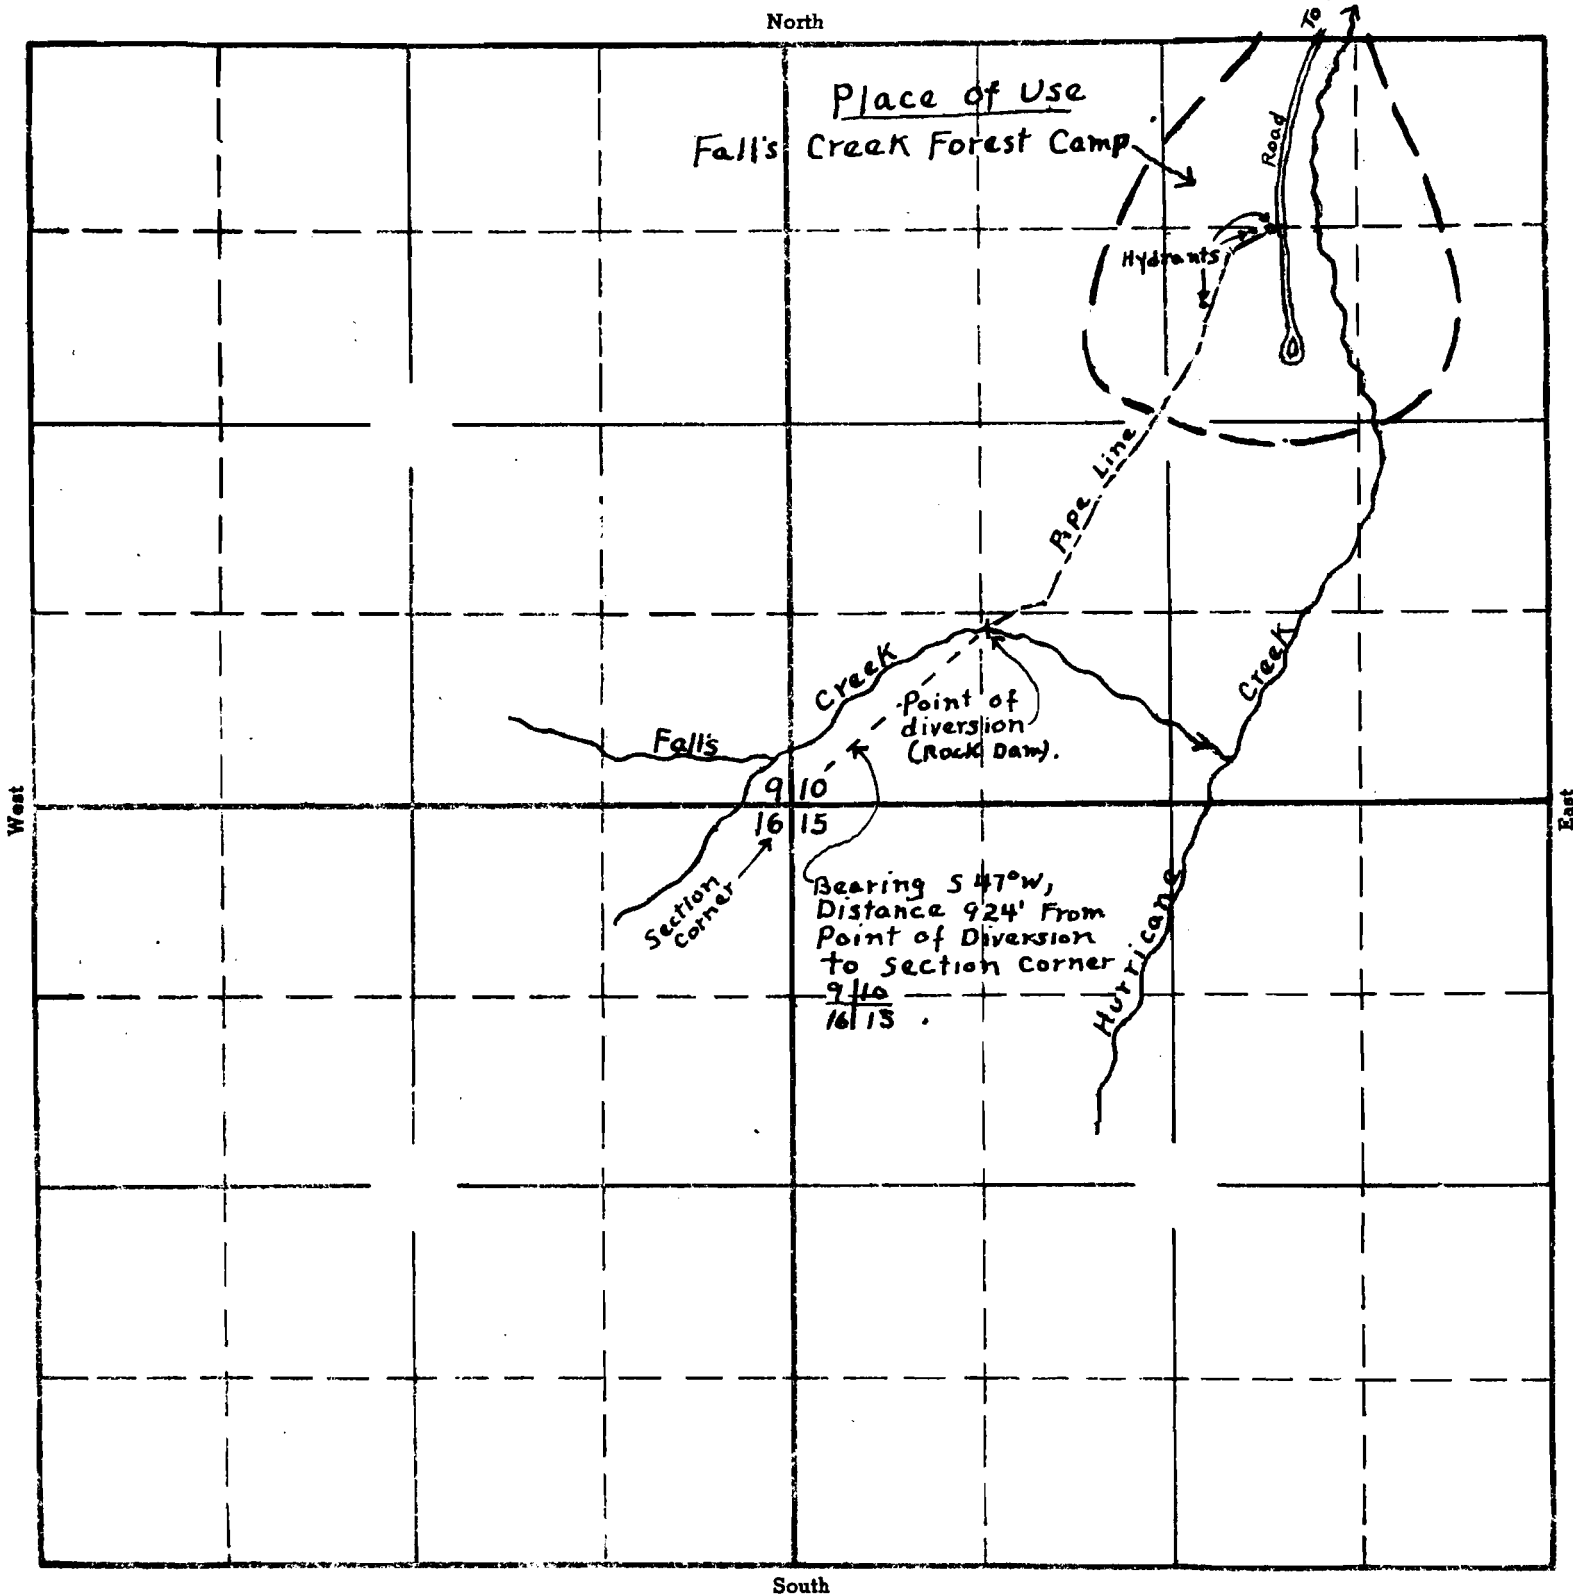 North
To
Place of Use
Fall's Creek Forest Camp
Road
Hydrants
Pipe Line
Creek
Creek
Point of
diversion
(Rock Dam).
Fall's
9 10
16 15
West
East
Section
Corner
Bearing S 47°W,
Distance 924' From
Point of Diversion
to Section Corner
9 10
16 15 .
Hurricane
South